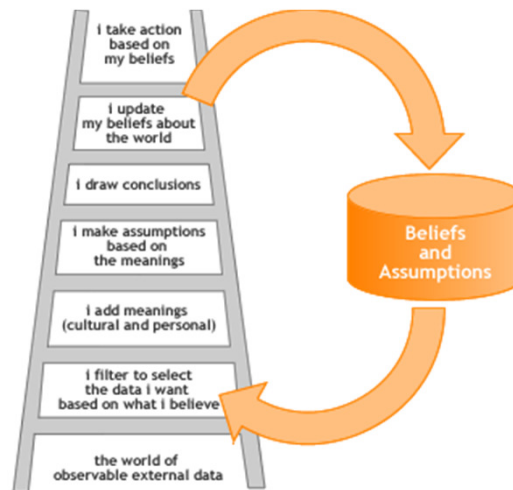 i take action
based on
my beliefs
i update
my beliefs about
the world
i draw conclusions
i make assumptions
based on
the meanings
i add meanings
(cultural and personal)
i filter to select
the data i want
based on what i believe
the world of
observable external data
Beliefs
and
Assumptions